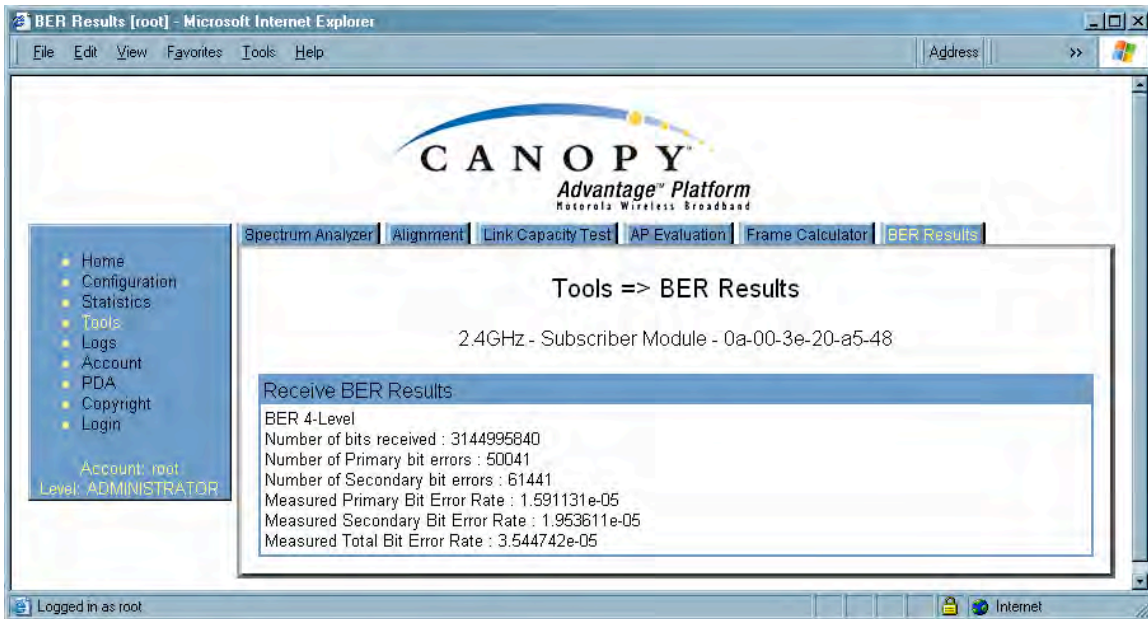 BER Results [root] - Microsoft Internet Explorer
File Edit View Favorites Tools Help
Address >>
CANOPY™
Advantage™ Platform
Motorola Wireless Broadband
Spectrum Analyzer Alignment Link Capacity Test AP Evaluation Frame Calculator BER Results
Home
Configuration
Statistics
Tools
Logs
Account
PDA
Copyright
Login
Account: root
Level: ADMINISTRATOR
Tools => BER Results
2.4GHz - Subscriber Module - 0a-00-3e-20-a5-48
Receive BER Results
BER 4-Level
Number of bits received : 3144995840
Number of Primary bit errors : 50041
Number of Secondary bit errors : 61441
Measured Primary Bit Error Rate : 1.591131e-05
Measured Secondary Bit Error Rate : 1.953611e-05
Measured Total Bit Error Rate : 3.544742e-05
Logged in as root
Internet